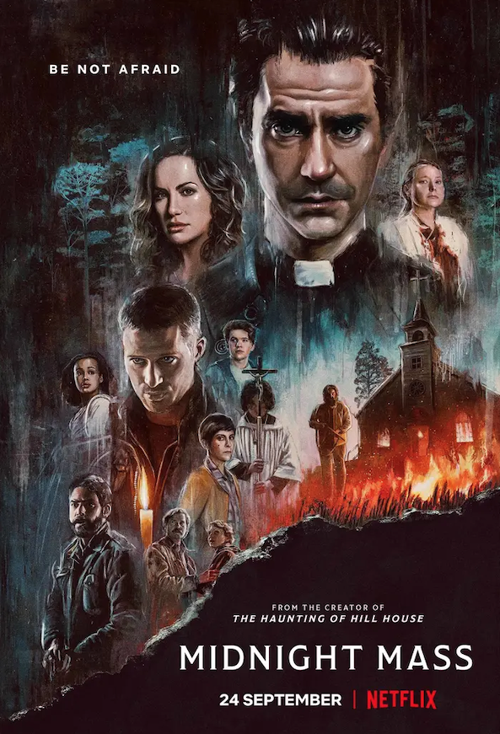 BE NOT AFRAID
FROM THE CREATOR OF
THE HAUNTING OF HILL HOUSE
MIDNIGHT MASS
24 SEPTEMBER | NETFLIX